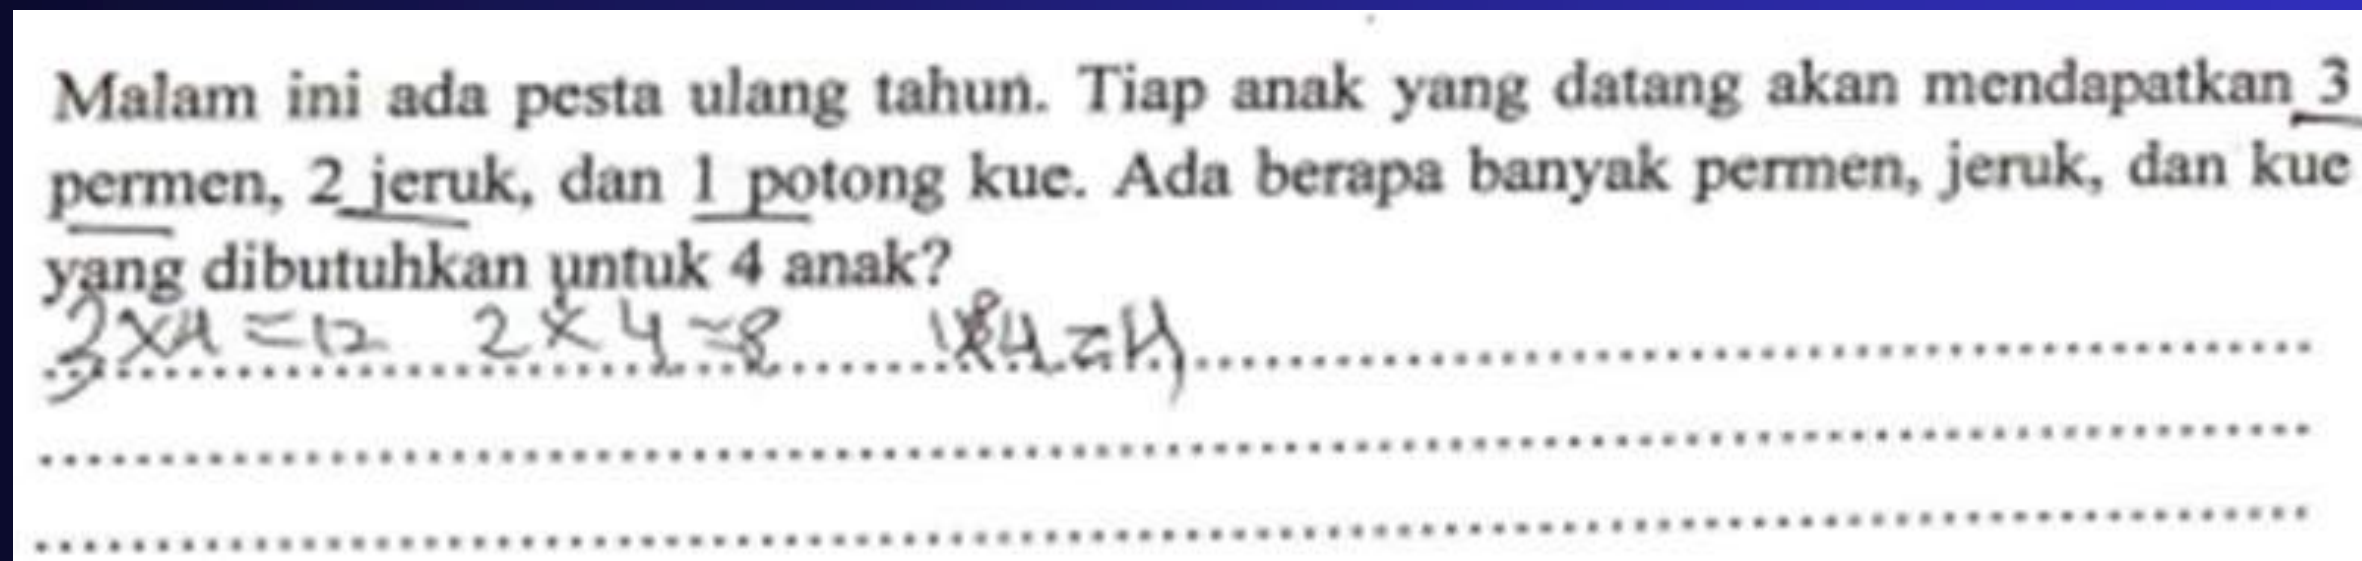 Malam ini ada pesta ulang tahun. Tiap anak yang datang akan mendapatkan 3
permen, 2 jeruk, dan 1 potong kue. Ada berapa banyak permen, jeruk, dan kue
yang dibutuhkan untuk 4 anak?
3x4=12 2x4=8 1x4=4